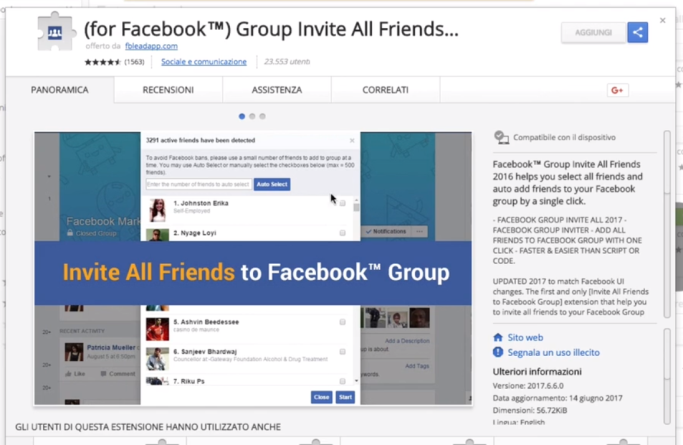 (for Facebook™) Group Invite All Friends...
offerto da fbleadapp.com
(1563) Sociale e comunicazione 23.553 utenti
AGGIUNGI
PANORAMICA RECENSIONI ASSISTENZA CORRELATI
G+
3291 active friends have been detected
To avoid Facebook bans, please use a small number of friends to add to group at a
time. You may use Auto Select or manually select the checkboxes below (max = 500
friends).
Enter the number of friends to auto select Auto Select
1. Johnston Erika
Self-Employed
2. Nyage Loyi
Facebook Mark
Closed Group
Notifications
Invite All Friends to Facebook™ Group
5. Ashvin Beedessee
casino de maurice
6. Sanjeev Bhardwaj
Councellor at -Gateway Foundation Alcohol & Drug Treatment
7. Riku Ps
Close Start
RECENT ACTIVITY
Patricia Mueller
Like Comment
Add a Description
Add Tags
Compatibile con il dispositivo
Facebook™ Group Invite All Friends
2016 helps you select all friends and
auto add friends to your Facebook
group by a single click.
- FACEBOOK GROUP INVITE ALL 2017 -
FACEBOOK GROUP INVITER - ADD ALL
FRIENDS TO FACEBOOK GROUP WITH ONE
CLICK - FASTER & EASIER THAN SCRIPT OR
CODE.
UPDATED 2017 to match Facebook UI
changes. The first and only [Invite All Friends
to Facebook Group] extension that help you
to invite all friends to your Facebook Group
Sito web
Segnala un uso illecito
Ulteriori informazioni
Versione: 2017.6.6.0
Data aggiornamento: 14 giugno 2017
Dimensioni: 56.72KiB
Lingua: English
GLI UTENTI DI QUESTA ESTENSIONE HANNO UTILIZZATO ANCHE